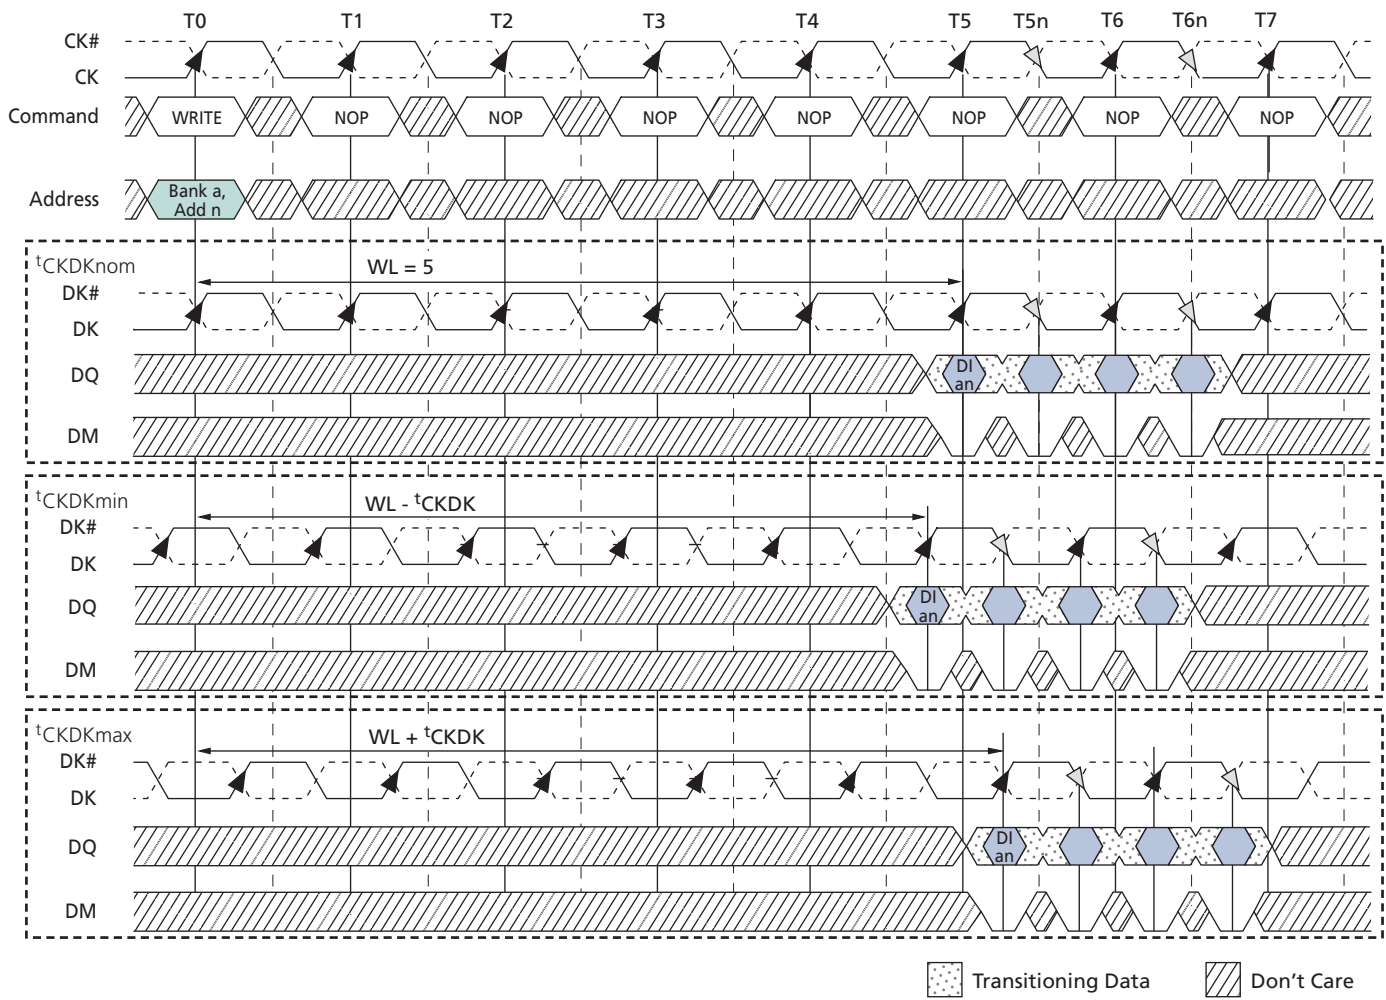 T0 T1 T2 T3 T4 T5 T5n T6 T6n T7
CK#
CK
Command WRITE NOP NOP NOP NOP NOP NOP NOP
Address Bank a,
Add n
tCKDKnom
WL = 5
DK#
DK
DQ DI
an
DM
tCKDKmin
WL - tCKDK
DK#
DK
DQ DI
an
DM
tCKDKmax
WL + tCKDK
DK#
DK
DQ DI
an
DM
Transitioning Data Don't Care